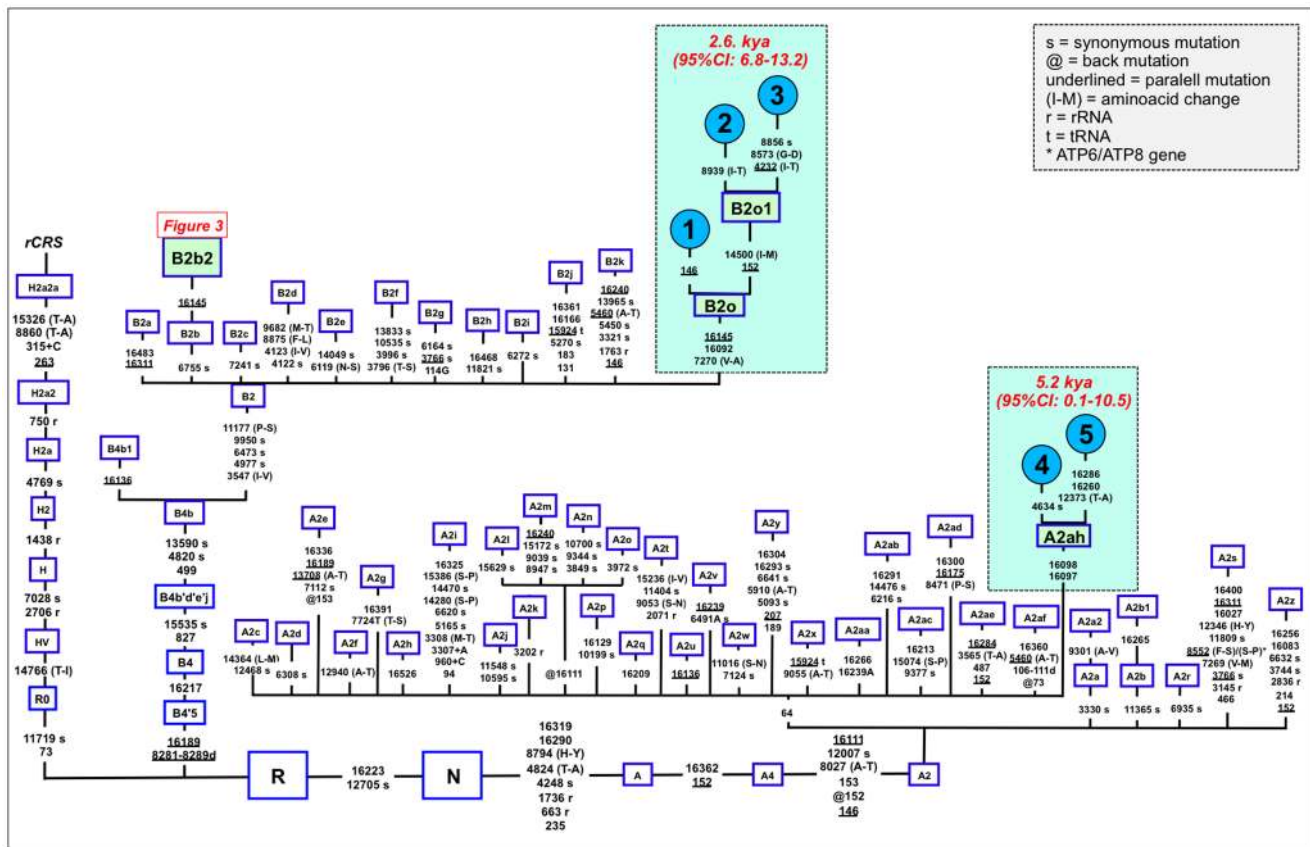 2.6. kya
(95%CI: 6.8-13.2)
s = synonymous mutation
@ = back mutation
underlined = paralell mutation
(I-M) = aminoacid change
r = rRNA
t = tRNA
* ATP6/ATP8 gene
3
2
8856 s
8573 (G-D)
4232 (I-T)
8939 (I-T)
B2o1
1
14500 (I-M)
152
146
B2o
16145
16092
7270 (V-A)
Figure 3
B2b2
16145
B2b
6755 s
rCRS
H2a2a
15326 (T-A)
8860 (T-A)
315+C
263
H2a2
750 r
H2a
4769 s
H2
1438 r
H
7028 s
2706 r
HV
14766 (T-I)
R0
11719 s
73
B2a
16483
16311
B2c
7241 s
B2d
9682 (M-T)
8875 (F-L)
4123 (I-V)
4122 s
B2e
14049 s
6119 (N-S)
B2f
13833 s
10535 s
3996 s
3796 (T-S)
B2g
6164 s
3766 s
114G
B2h
16468
11821 s
B2i
6272 s
B2j
16361
16166
15924 t
5270 s
183
131
B2k
16240
13965 s
5460 (A-T)
5450 s
3321 s
1763 r
146
B2
11177 (P-S)
9950 s
6473 s
4977 s
3547 (I-V)
B4b1
16136
B4b
13590 s
4820 s
499
B4b'd'e'j
15535 s
827
B4
16217
B4'5
16189
8281-8289d
5.2 kya
(95%CI: 0.1-10.5)
5
4
16286
16260
12373 (T-A)
4634 s
A2ah
16098
16097
A2c
14364 (L-M)
12468 s
A2d
6308 s
A2e
16336
16189
13708 (A-T)
7112 s
@153
A2f
12940 (A-T)
A2g
16391
7724T (T-S)
A2h
16526
A2i
16325
15386 (S-P)
14470 s
14280 (S-P)
6620 s
5165 s
3308 (M-T)
3307+A
960+C
94
A2j
11548 s
10595 s
A2l
15629 s
A2m
16240
15172 s
9039 s
8947 s
A2n
10700 s
9344 s
3849 s
A2o
3972 s
A2k
3202 r
@16111
A2p
16129
10199 s
A2q
16209
A2t
15236 (I-V)
11404 s
9053 (S-N)
2071 r
A2u
16136
A2v
16239
6491A s
A2w
11016 (S-N)
7124 s
A2y
16304
16293 s
6641 s
5910 (A-T)
5093 s
207
189
A2x
15924 t
9055 (A-T)
A2aa
16266
16239A
A2ab
16291
14476 s
6216 s
A2ac
16213
15074 (S-P)
9377 s
A2ad
16300
16175
8471 (P-S)
A2ae
16284
3565 (T-A)
487
152
A2af
16360
5460 (A-T)
106-111d
@73
A2a2
9301 (A-V)
A2a
3330 s
A2b1
16265
A2b
11365 s
A2r
6935 s
A2s
16400
16311
16027
12346 (H-Y)
11809 s
8552 (F-S)/(S-P)*
7269 (V-M)
3766 s
3145 r
466
A2z
16256
16083
6632 s
3744 s
2836 r
214
152
64
R
16223
12705 s
N
16319
16290
8794 (H-Y)
4824 (T-A)
4248 s
1736 r
663 r
235
A
16362
152
A4
16111
12007 s
8027 (A-T)
153
@152
146
A2